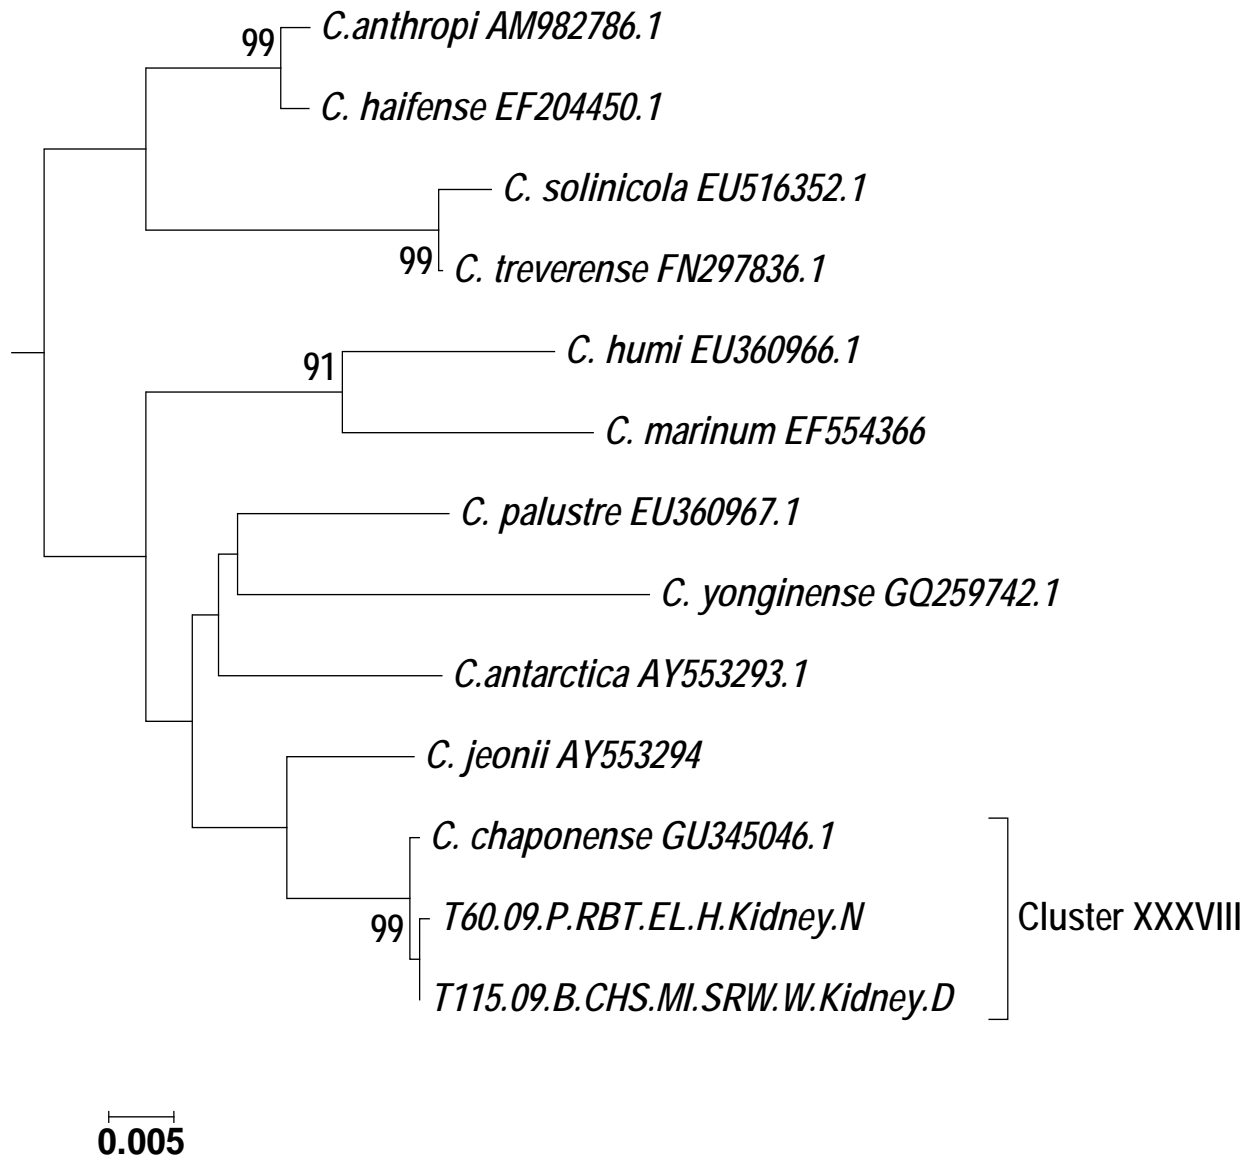 C.anthropi AM982786.1
99
C. haifense EF204450.1
C. solinicola EU516352.1
99
C. treverense FN297836.1
C. humi EU360966.1
91
C. marinum EF554366
C. palustre EU360967.1
C. yonginense GQ259742.1
C.antarctica AY553293.1
C. jeonii AY553294
C. chaponense GU345046.1
T60.09.P.RBT.EL.H.Kidney.N
99
Cluster XXXVIII
T115.09.B.CHS.MI.SRW.W.Kidney.D
0.005